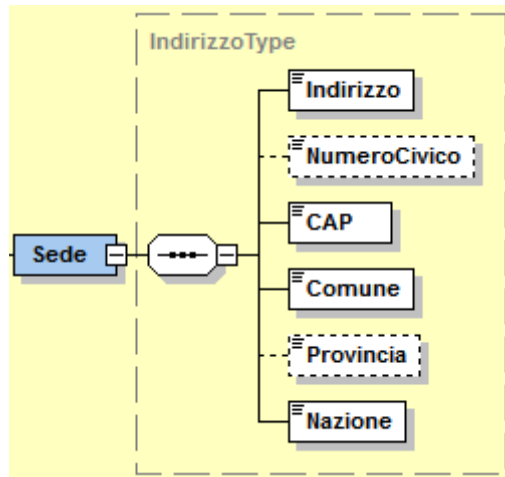 IndirizzoType
Indirizzo
NumeroCivico
CAP
Sede
Comune
Provincia
Nazione